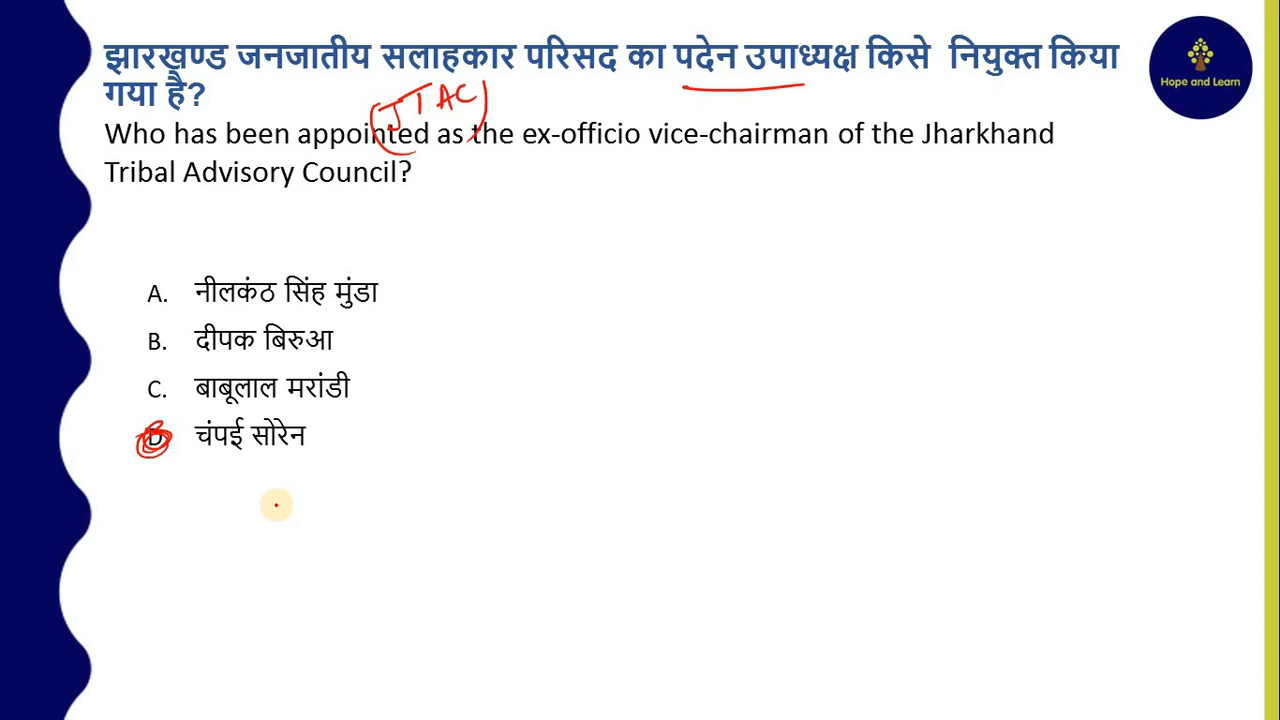 झारखण्ड जनजातीय सलाहकार परिसद का पदेन उपाध्यक्ष किसे नियुक्त किया
गया है?
JTAC
Who has been appointed as the ex-officio vice-chairman of the Jharkhand
Tribal Advisory Council?
A. नीलकंठ सिंह मुंडा
B. दीपक बिरुआ
C. बाबूलाल मरांडी
D. चंपई सोरेन
Hope and Learn